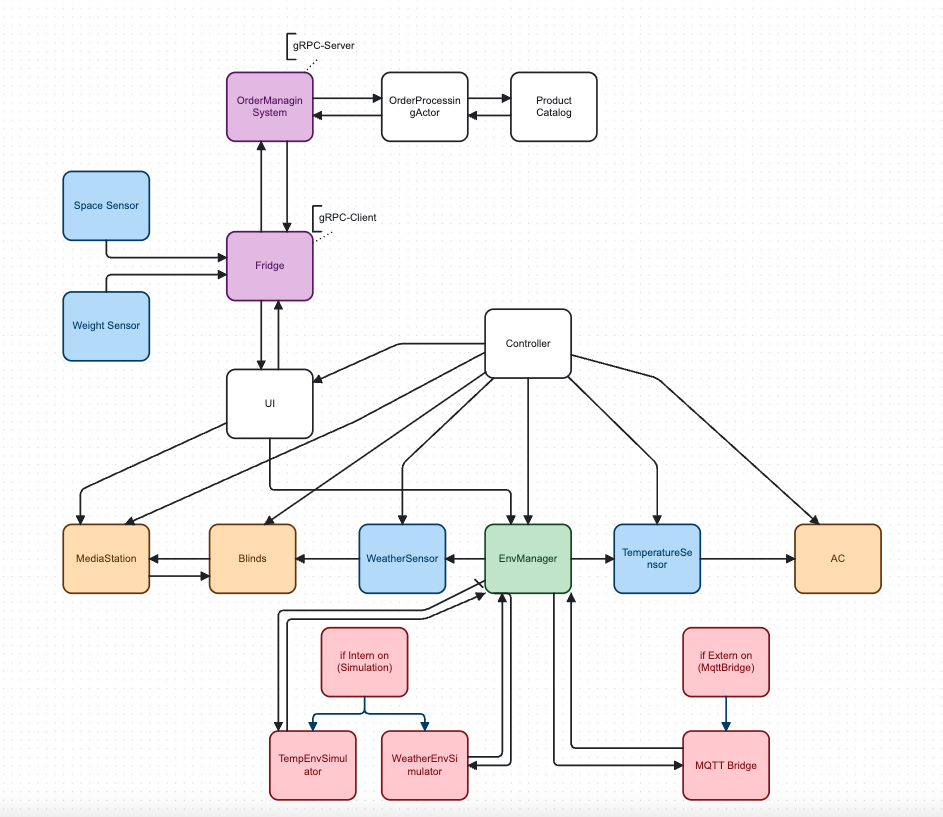 gRPC-Server
OrderManagin
System
OrderProcessin
gActor
Product
Catalog
Space Sensor
gRPC-Client
Fridge
Weight Sensor
Controller
UI
MediaStation
Blinds
WeatherSensor
EnvManager
TemperatureSe
nsor
AC
if Intern on
(Simulation)
if Extern on
(MqttBridge)
TempEnvSimul
ator
WeatherEnvSi
mulator
MQTT Bridge